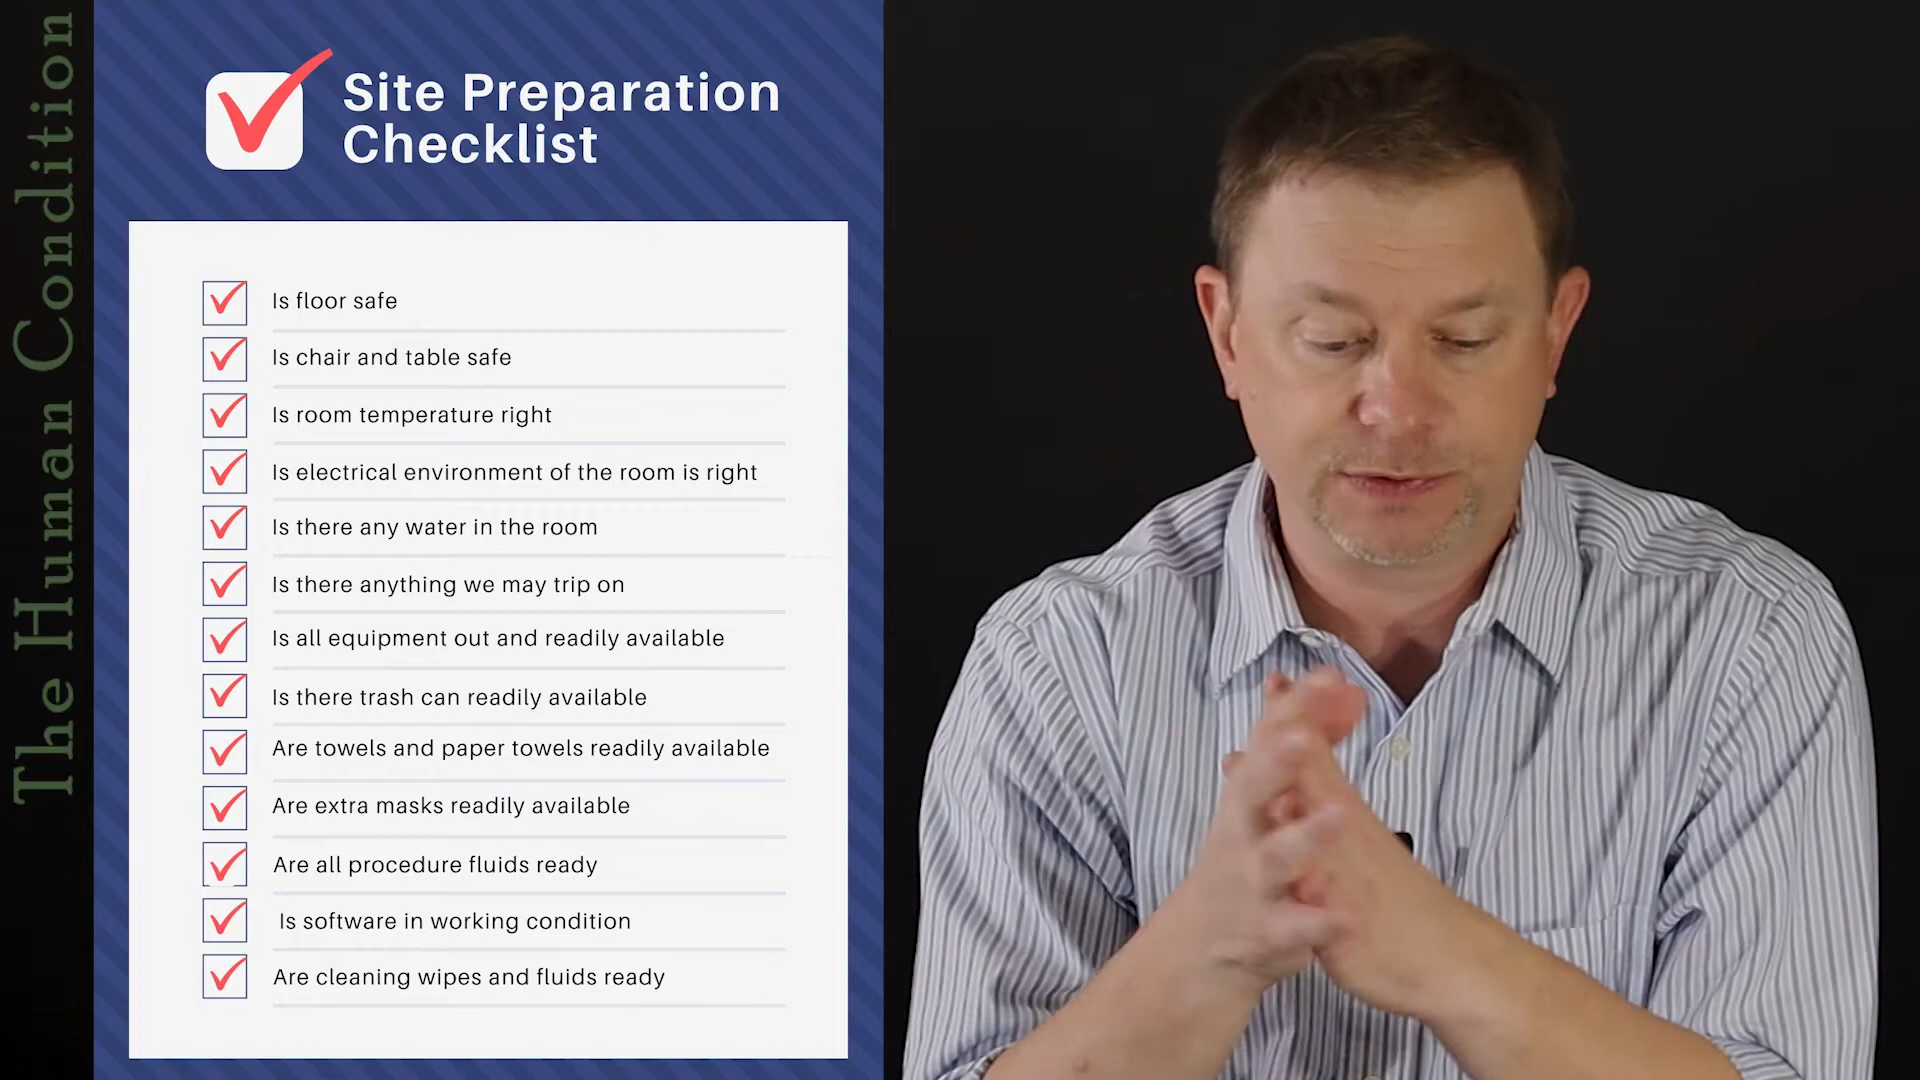 The Human Condition
Site Preparation
Checklist
Is floor safe
Is chair and table safe
Is room temperature right
Is electrical environment of the room is right
Is there any water in the room
Is there anything we may trip on
Is all equipment out and readily available
Is there trash can readily available
Are towels and paper towels readily available
Are extra masks readily available
Are all procedure fluids ready
Is software in working condition
Are cleaning wipes and fluids ready